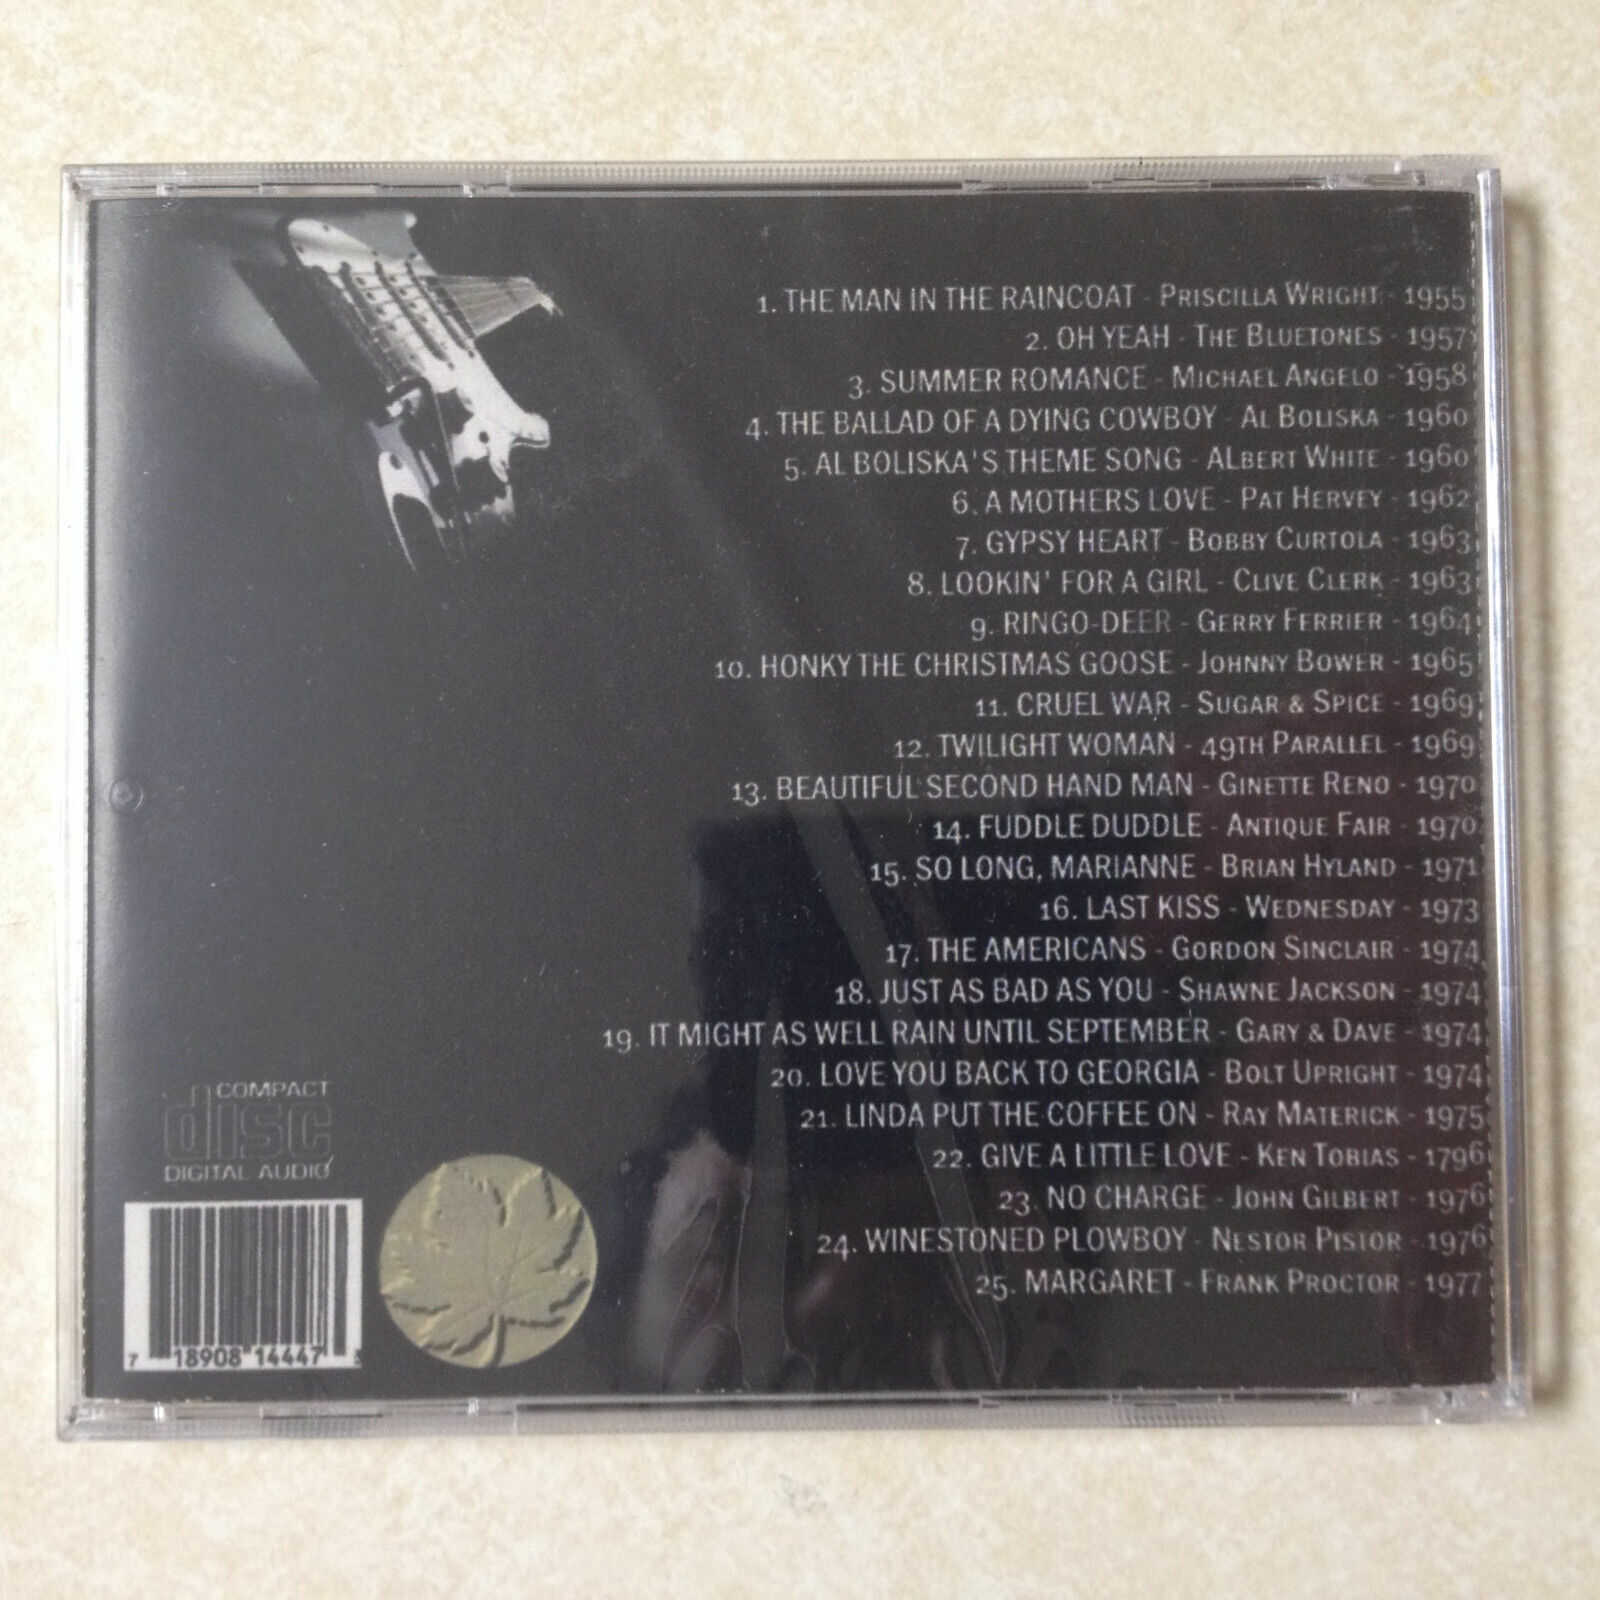 1. THE MAN IN THE RAINCOAT - PRISCILLA WRIGHT - 1955
2. OH YEAH - THE BLUETONES - 1957
3. SUMMER ROMANCE - MICHAEL ANGELO - 1958
4. THE BALLAD OF A DYING COWBOY - AL BOLISKA - 1960
5. AL BOLISKA'S THEME SONG - ALBERT WHITE - 1960
6. A MOTHERS LOVE - PAT HERVEY - 1962
7. GYPSY HEART - BOBBY CURTOLA - 1963
8. LOOKIN' FOR A GIRL - CLIVE CLERK - 1963
9. RINGO-DEER - GERRY FERRIER - 1964
10. HONKY THE CHRISTMAS GOOSE - JOHNNY BOWER - 1965
11. CRUEL WAR - SUGAR & SPICE - 1969
12. TWILIGHT WOMAN - 49TH PARALLEL - 1969
13. BEAUTIFUL SECOND HAND MAN - GINETTE RENO - 1970
14. FUDDLE DUDDLE - ANTIQUE FAIR - 1970
15. SO LONG, MARIANNE - BRIAN HYLAND - 1971
16. LAST KISS - WEDNESDAY - 1973
17. THE AMERICANS - GORDON SINCLAIR - 1974
18. JUST AS BAD AS YOU - SHAWNE JACKSON - 1974
19. IT MIGHT AS WELL RAIN UNTIL SEPTEMBER - GARY & DAVE - 1974
20. LOVE YOU BACK TO GEORGIA - BOLT UPRIGHT - 1974
21. LINDA PUT THE COFFEE ON - RAY MATERICK - 1975
22. GIVE A LITTLE LOVE - KEN TOBIAS - 1796
23. NO CHARGE - JOHN GILBERT - 1976
24. WINESTONED PLOWBOY - NESTOR PISTOR - 1976
25. MARGARET - FRANK PROCTOR - 1977
COMPACT
disc
DIGITAL AUDIO
7 18908 14447